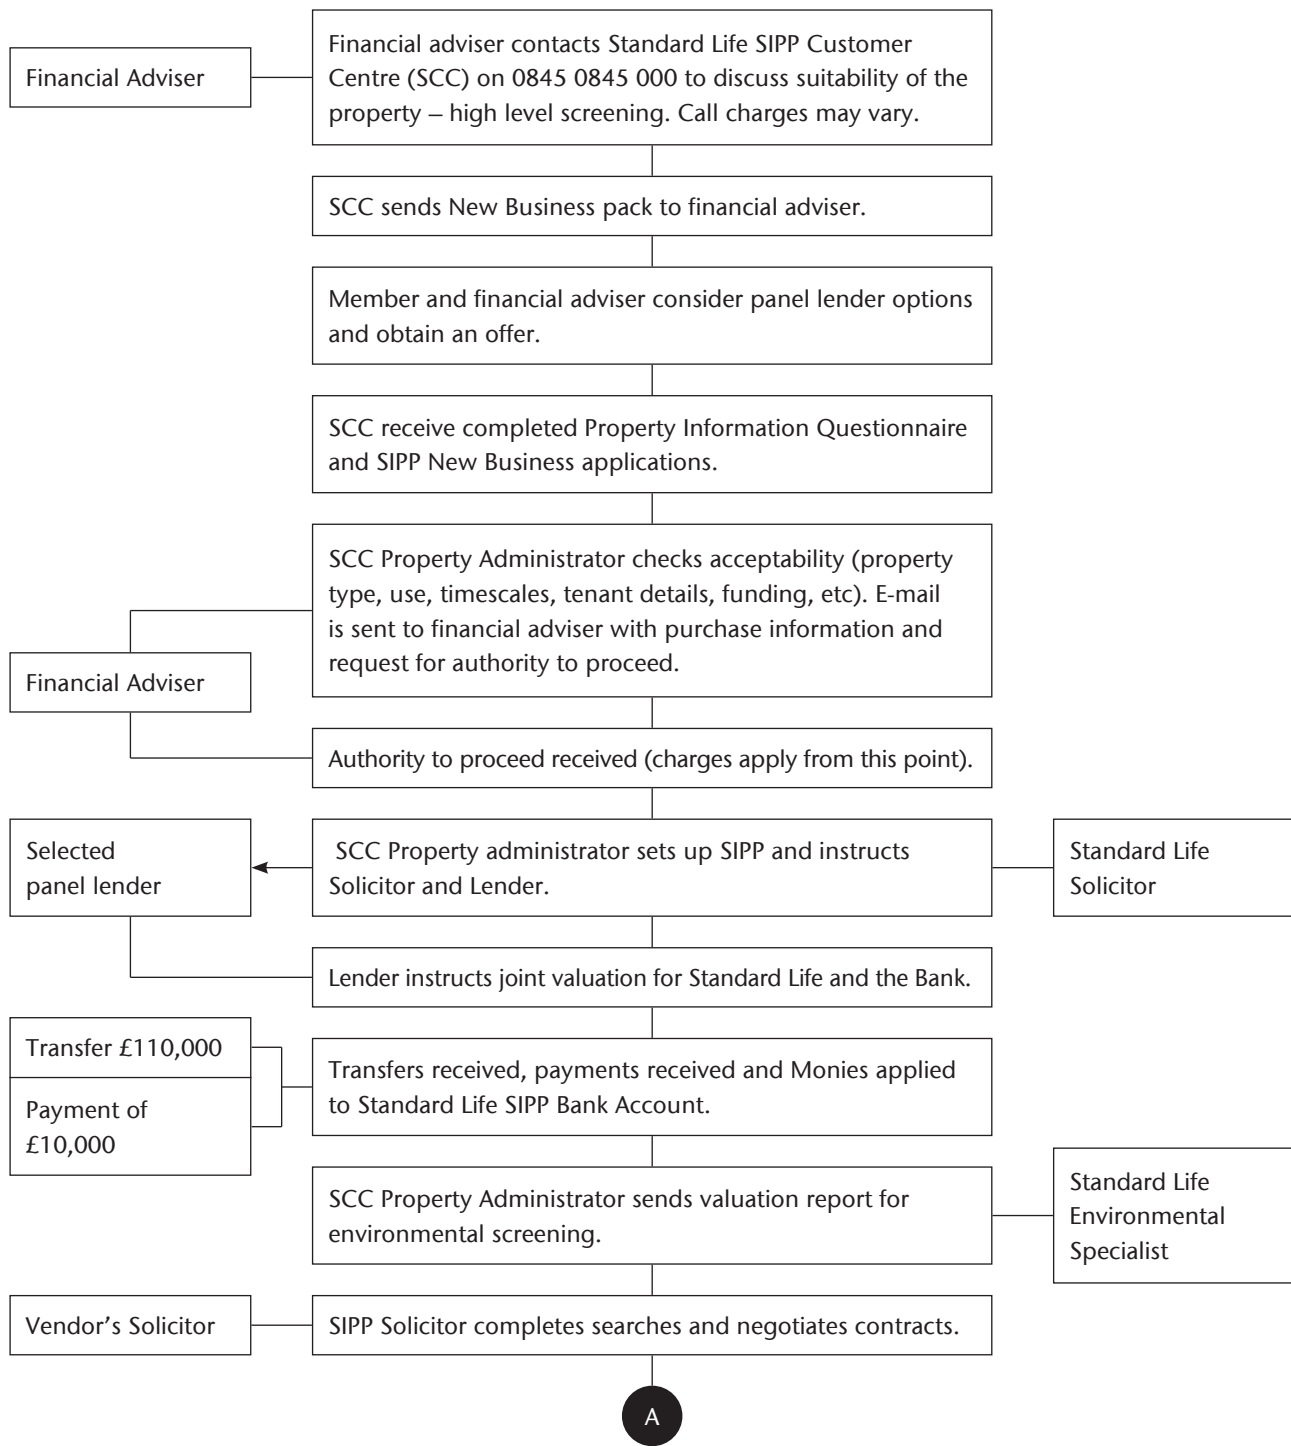 Financial Adviser
Financial adviser contacts Standard Life SIPP Customer
Centre (SCC) on 0845 0845 000 to discuss suitability of the
property – high level screening. Call charges may vary.
SCC sends New Business pack to financial adviser.
Member and financial adviser consider panel lender options
and obtain an offer.
SCC receive completed Property Information Questionnaire
and SIPP New Business applications.
SCC Property Administrator checks acceptability (property
type, use, timescales, tenant details, funding, etc). E-mail
is sent to financial adviser with purchase information and
request for authority to proceed.
Financial Adviser
Authority to proceed received (charges apply from this point).
Selected
panel lender
SCC Property administrator sets up SIPP and instructs
Solicitor and Lender.
Standard Life
Solicitor
Lender instructs joint valuation for Standard Life and the Bank.
Transfer £110,000
Payment of
£10,000
Transfers received, payments received and Monies applied
to Standard Life SIPP Bank Account.
SCC Property Administrator sends valuation report for
environmental screening.
Standard Life
Environmental
Specialist
Vendor’s Solicitor
SIPP Solicitor completes searches and negotiates contracts.
A